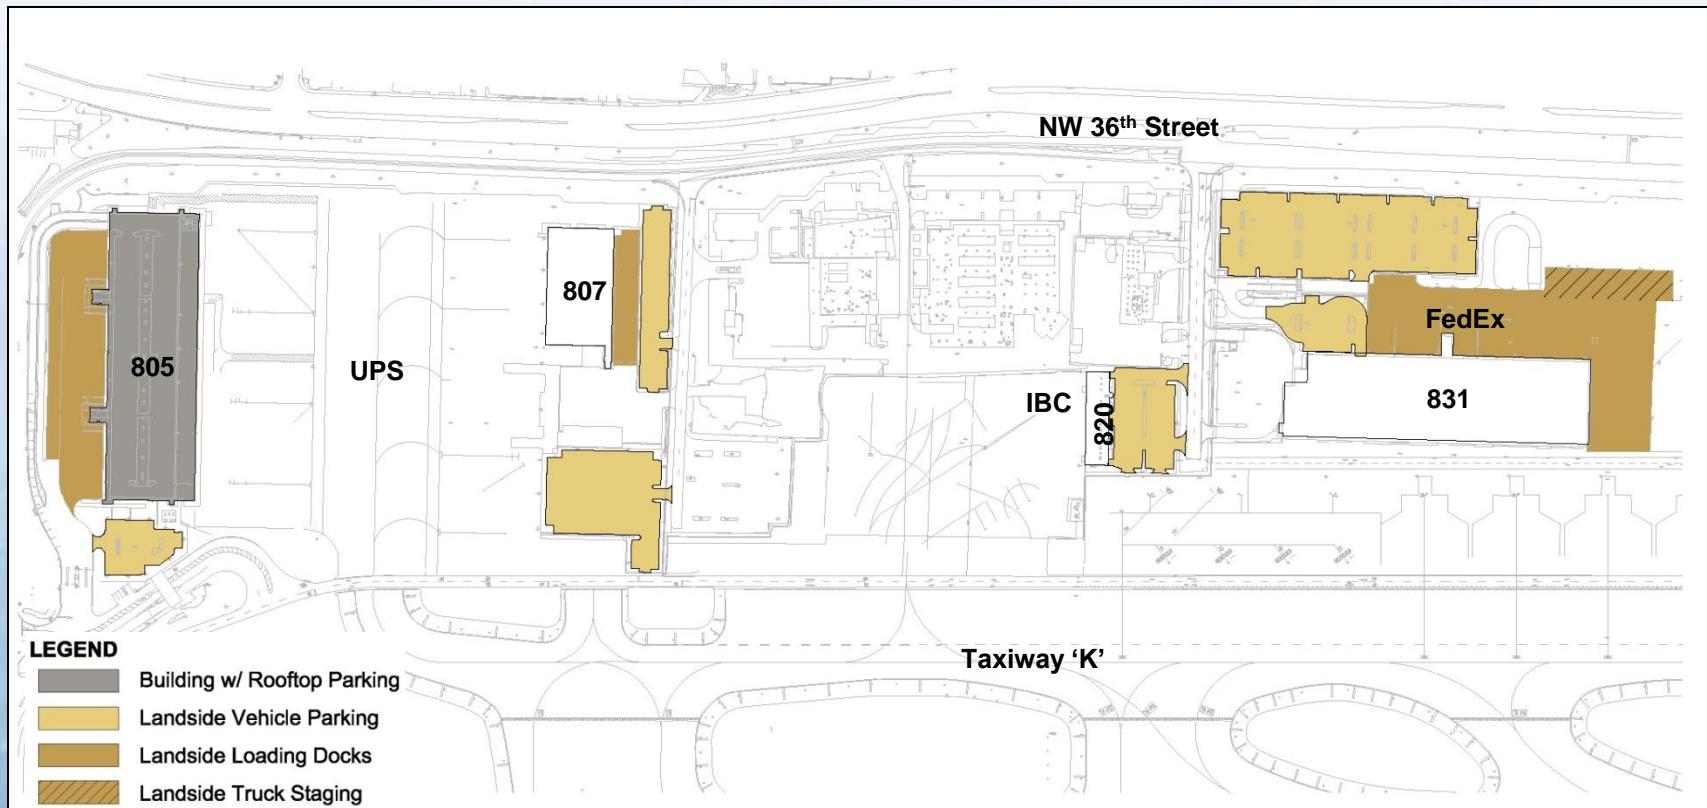 NW 36th Street
807
FedEx
805
UPS
IBC
820
831
Taxiway ‘K’
LEGEND
Building w/ Rooftop Parking
Landside Vehicle Parking
Landside Loading Docks
Landside Truck Staging